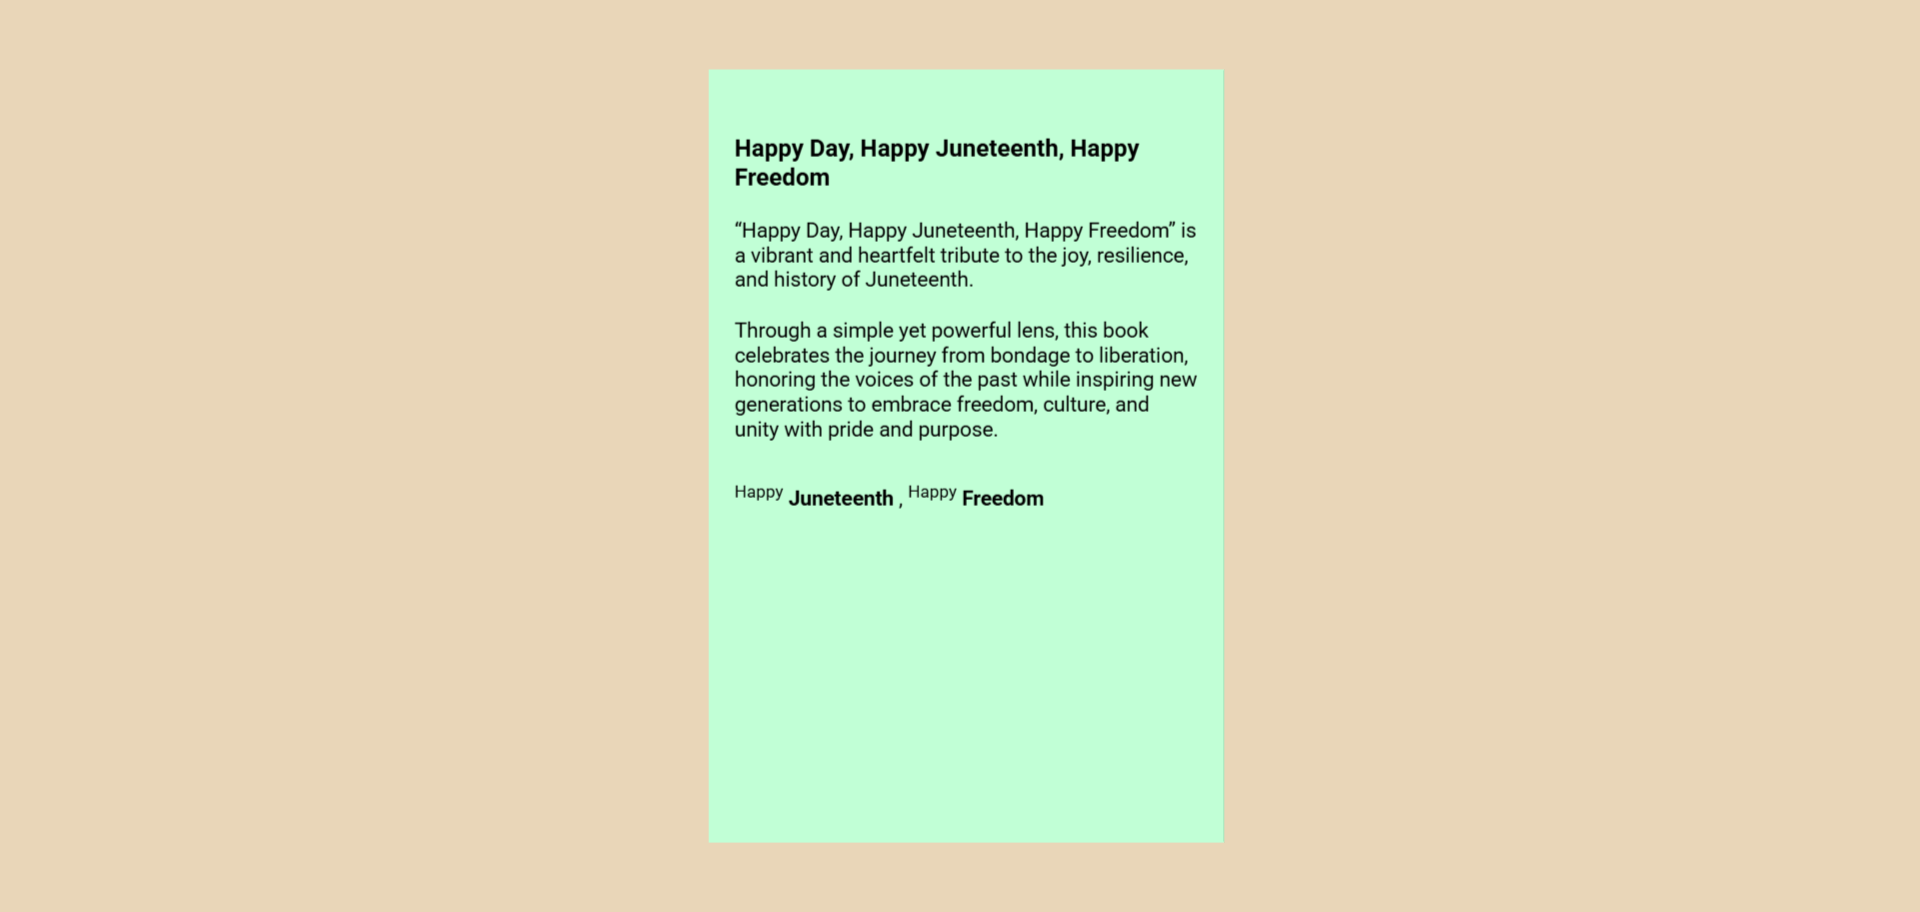 Happy Day, Happy Juneteenth, Happy
Freedom
“Happy Day, Happy Juneteenth, Happy Freedom” is
a vibrant and heartfelt tribute to the joy, resilience,
and history of Juneteenth.
Through a simple yet powerful lens, this book
celebrates the journey from bondage to liberation,
honoring the voices of the past while inspiring new
generations to embrace freedom, culture, and
unity with pride and purpose.
Happy Juneteenth , Happy Freedom